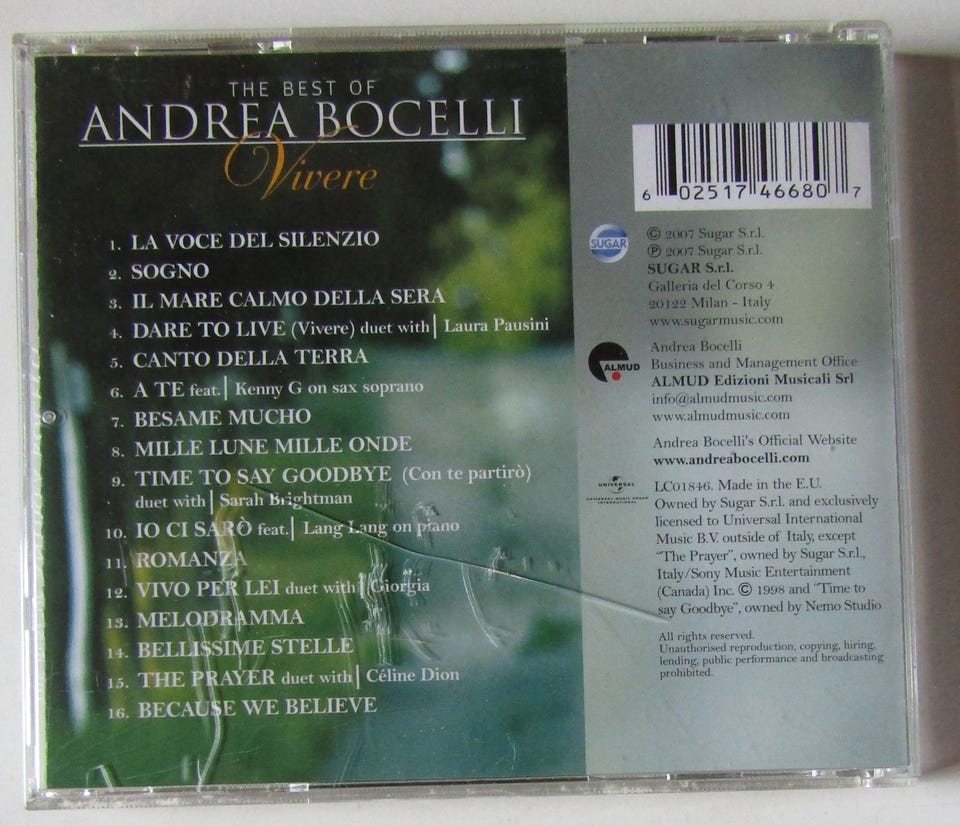 THE BEST OF
ANDREA BOCELLI
Vivere
1. LA VOCE DEL SILENZIO
2. SOGNO
3. IL MARE CALMO DELLA SERA
4. DARE TO LIVE (Vivere) duet with| Laura Pausini
5. CANTO DELLA TERRA
6. A TE feat.| Kenny G on sax soprano
7. BESAME MUCHO
8. MILLE LUNE MILLE ONDE
9. TIME TO SAY GOODBYE (Con te partirò)
duet with| Sarah Brightman
10. IO CI SARÒ feat.| Lang Lang on piano
11. ROMANZA
12. VIVO PER LEI duet with| Giorgia
13. MELODRAMMA
14. BELLISSIME STELLE
15. THE PRAYER duet with| Céline Dion
16. BECAUSE WE BELIEVE
6 02517 46680 7
SUGAR
© 2007 Sugar S.r.l.
℗ 2007 Sugar S.r.l.
SUGAR S.r.l.
Galleria del Corso 4
20122 Milan - Italy
www.sugarmusic.com
ALMUD
Andrea Bocelli
Business and Management Office
ALMUD Edizioni Musicali Srl
info@almudmusic.com
www.almudmusic.com
Andrea Bocelli's Official Website
www.andreabocelli.com
UNIVERSAL
UNIVERSAL MUSIC GROUP
INTERNATIONAL
LC01846. Made in the E.U.
Owned by Sugar S.r.l. and exclusively
licensed to Universal International
Music B.V. outside of Italy, except
"The Prayer", owned by Sugar S.r.l.,
Italy/Sony Music Entertainment
(Canada) Inc. © 1998 and "Time to
say Goodbye", owned by Nemo Studio
All rights reserved.
Unauthorised reproduction, copying, hiring,
lending, public performance and broadcasting
prohibited.